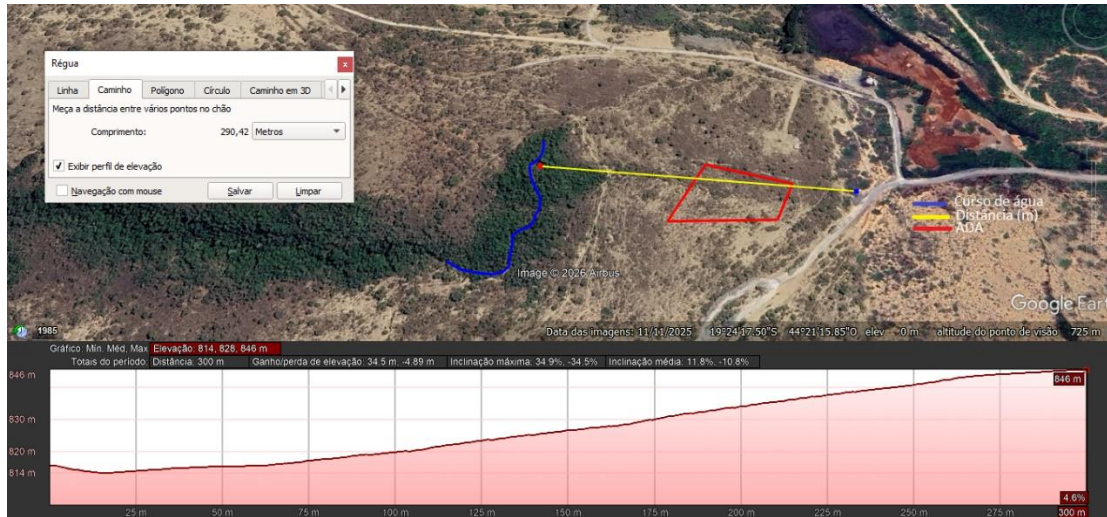 Régua
Linha Caminho Polígono Círculo Caminho em 3D
Meça a distância entre vários pontos no chão
Comprimento: 290,42 Metros
Exibir perfil de elevação
Navegação com mouse Salvar Limpar
Curso de água
Distância (m)
ADA
Image © 2026 Airbus
Google Eart
1985 Data das imagens: 11/11/2025 19°24'17.50"S 44°21'15.85"O elev 0 m altitude do ponto de visão 725 m
Gráfico: Mín. Méd. Max Elevação: 814, 828, 846 m
Totais do período: Distância: 300 m Ganho/perda de elevação: 34.5 m, -4.89 m Inclinação máxima: 34.9%, -34.5% Inclinação média: 11.8%, -10.8%
846 m 846 m
830 m
820 m
814 m
4.6%
25 m 50 m 75 m 100 m 125 m 150 m 175 m 200 m 225 m 250 m 275 m 300 m